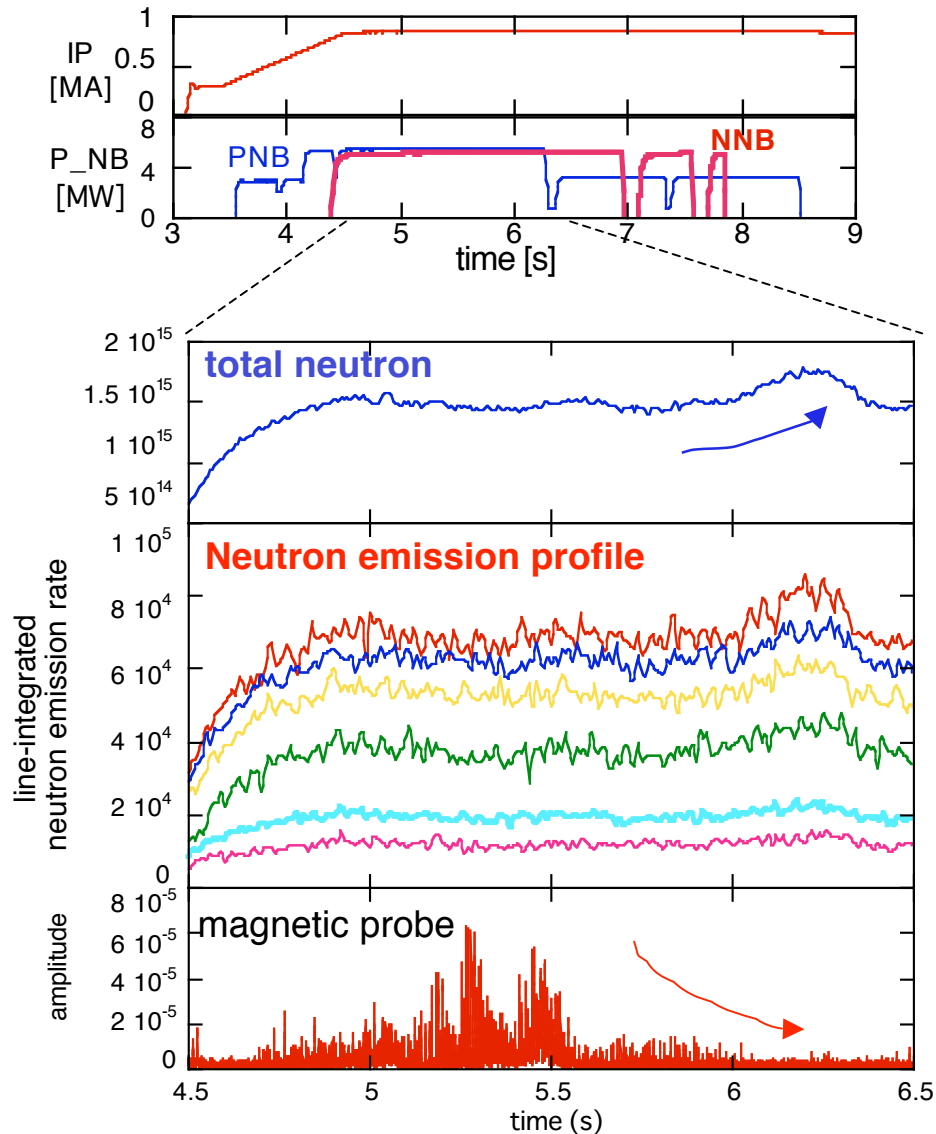 1
IP
[MA]
0.5
0
8
P_NB
[MW]
4
0
PNB
NNB
3 4 5 6 7 8 9
time [s]
2 10^15
total neutron
1.5 10^15
1 10^15
5 10^14
1 10^5
Neutron emission profile
line-integrated
neutron emission rate
8 10^4
6 10^4
4 10^4
2 10^4
0
8 10^-5
magnetic probe
amplitude
6 10^-5
4 10^-5
2 10^-5
0
4.5 5 5.5 6 6.5
time (s)